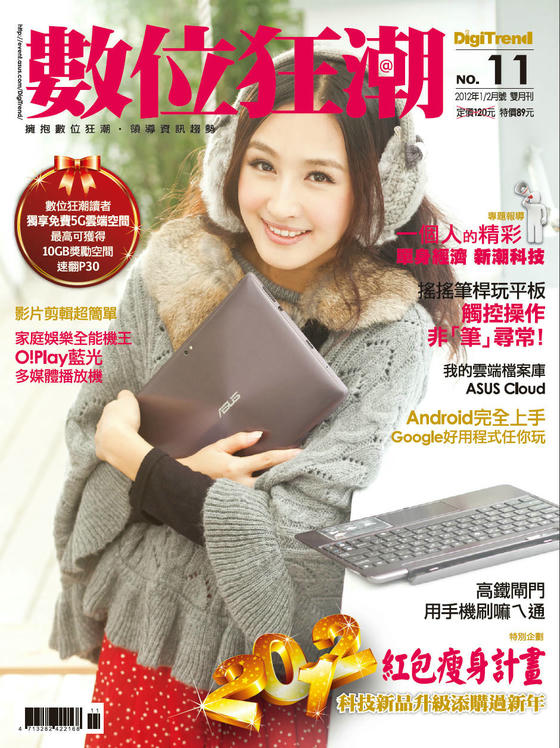 http://event.asus.com/DigiTrend/
數位狂潮
@
擁抱數位狂潮・領導資訊趨勢
DigiTrend
NO. 11
2012年1/2月號 雙月刊
定價120元 特價89元
數位狂潮讀者
獨享免費5G雲端空間
最高可獲得
10GB獎勵空間
速翻P30
影片剪輯超簡單
家庭娛樂全能機王
O!Play藍光
多媒體播放機
專題報導
一個人的精彩
單身經濟 新潮科技
搖搖筆桿玩平板
觸控操作
非「筆」尋常!
我的雲端檔案庫
ASUS Cloud
Android完全上手
Google好用程式任你玩
ASUS
高鐵閘門
用手機刷嘛ㄟ通
特別企劃
2012
紅包瘦身計畫
科技新品升級添購過新年
11
4 713282 422168